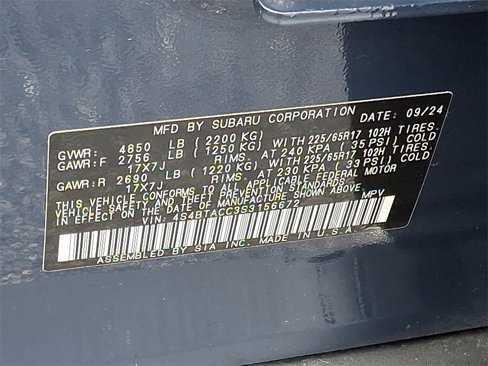 MFD BY SUBARU CORPORATION DATE: 09/24
GVWR: 4850 LB (2200 KG)
GAWR:F 2756 LB (1250 KG) WITH 225/65R17 102H TIRES,
17X7J RIMS, AT 240 KPA (35 PSI) COLD
GAWR:R 2690 LB (1220 KG) WITH 225/65R17 102H TIRES,
17X7J RIMS, AT 230 KPA (33 PSI) COLD
THIS VEHICLE CONFORMS TO ALL APPLICABLE FEDERAL MOTOR
VEHICLE SAFETY AND THEFT PREVENTION STANDARDS
IN EFFECT ON THE DATE OF MANUFACTURE SHOWN ABOVE.
VIN: 4S4BTACC3S3156672 MPV
ASSEMBLED BY SIA INC. MADE IN U.S.A.